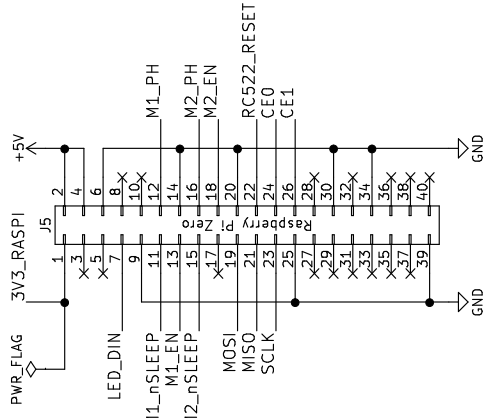 M1_PH
M2_PH
M2_EN
RC522_RESET
CE0
CE1
+5V
GND
2
4
6
8
10
12
14
16
18
20
22
24
26
28
30
32
34
36
38
40
J5
Raspberry Pi Zero
1
3
5
7
9
11
13
15
17
19
21
23
25
27
29
31
33
35
37
39
3V3_RASPI
PWR_FLAG
LED_DIN
1_nSLEEP
M1_EN
2_nSLEEP
MOSI
MISO
SCLK
GND